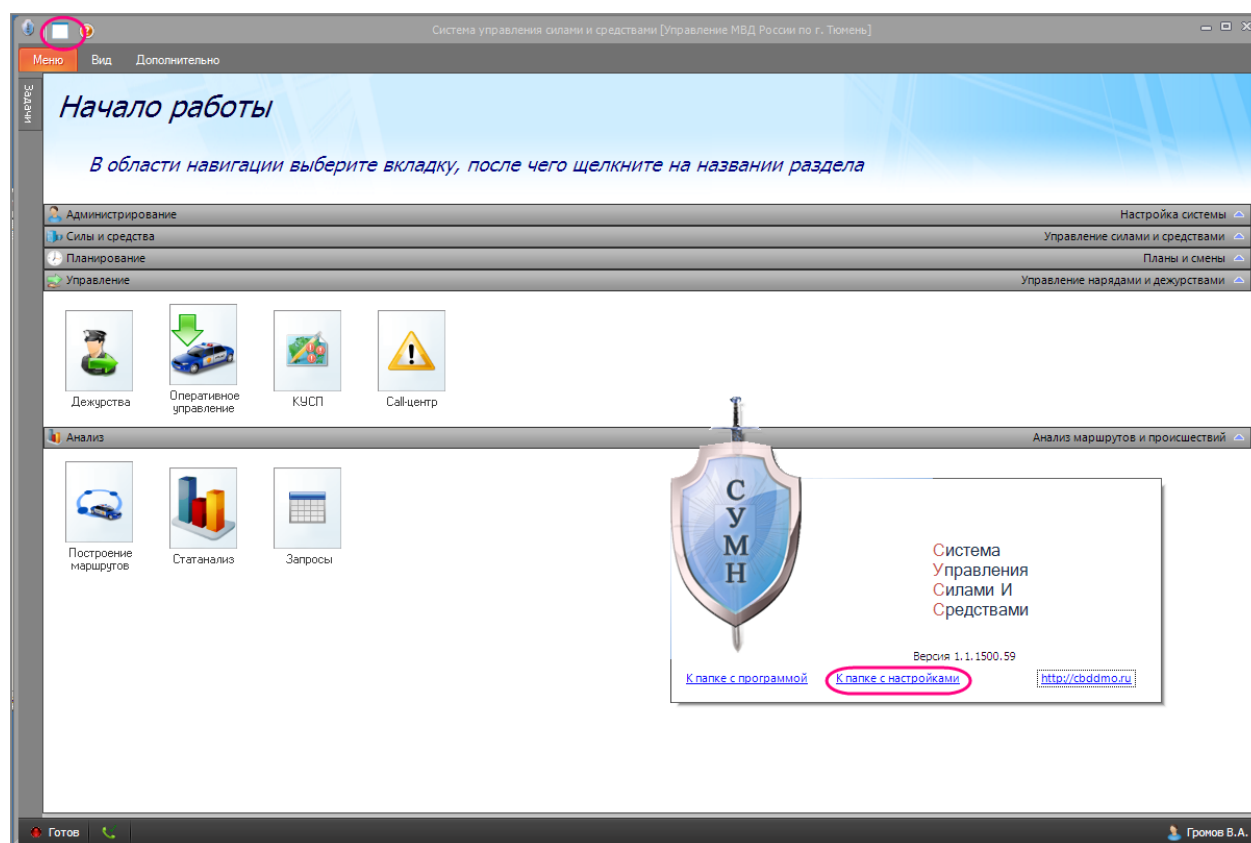 Система управления силами и средствами [Управление МВД России по г. Тюмень]
Меню Вид Дополнительно
Задачи
Начало работы
В области навигации выберите вкладку, после чего щелкните на названии раздела
Администрирование Настройка системы
Силы и средства Управление силами и средствами
Планирование Планы и смены
Управление Управление нарядами и дежурствами
Дежурства
Оперативное
управление
КУСП
Call-центр
Анализ Анализ маршрутов и происшествий
Построение
маршрутов
Статанализ
Запросы
С
У
М
Н
Система
Управления
Силами И
Средствами
Версия 1.1.1500.59
К папке с программой К папке с настройками http://cbddmo.ru
Готов Громов В.А.